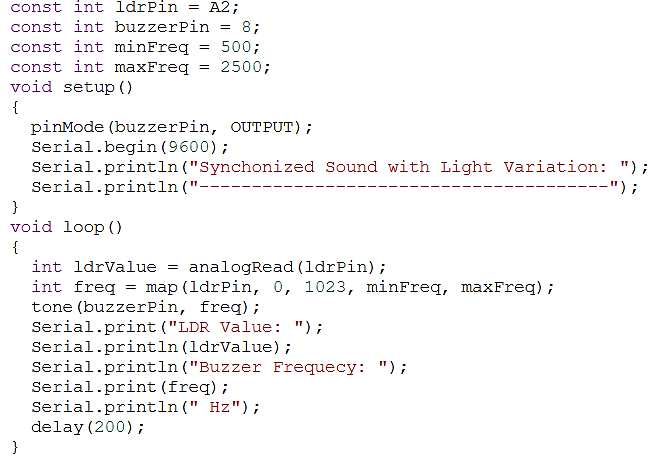 const int ldrPin = A2;
const int buzzerPin = 8;
const int minFreq = 500;
const int maxFreq = 2500;
void setup()
{
  pinMode(buzzerPin, OUTPUT);
  Serial.begin(9600);
  Serial.println("Synchonized Sound with Light Variation: ");
  Serial.println("---------------------------------------");
}
void loop()
{
  int ldrValue = analogRead(ldrPin);
  int freq = map(ldrPin, 0, 1023, minFreq, maxFreq);
  tone(buzzerPin, freq);
  Serial.print("LDR Value: ");
  Serial.println(ldrValue);
  Serial.println("Buzzer Frequecy: ");
  Serial.print(freq);
  Serial.println(" Hz");
  delay(200);
}